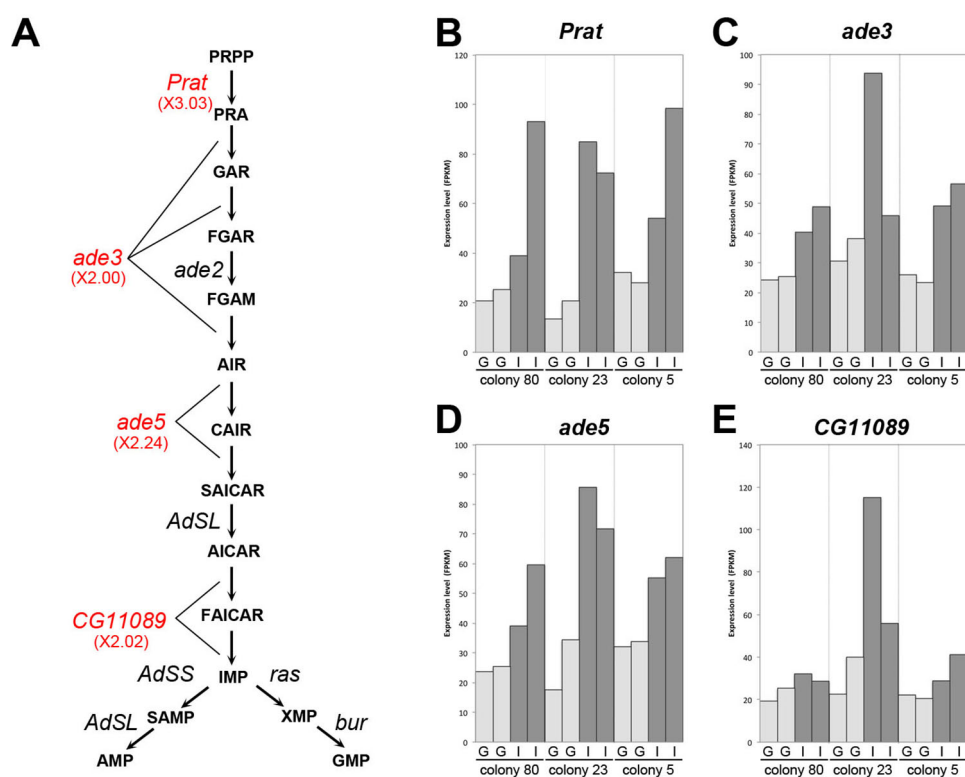 A
PRPP
Prat
(X3.03)
PRA
GAR
FGAR
ade3
(X2.00)
ade2
FGAM
AIR
ade5
(X2.24)
CAIR
SAICAR
AdSL
AICAR
CG11089
(X2.02)
FAICAR
AdSS
IMP
ras
AdSL
SAMP
XMP
bur
AMP
GMP
B
Prat
Expression level (FPKM)
120
100
80
60
40
20
0
G G I I G G I I G G I I
colony 80 colony 23 colony 5
C
ade3
Expression level (FPKM)
100
90
80
70
60
50
40
30
20
10
0
G G I I G G I I G G I I
colony 80 colony 23 colony 5
D
ade5
Expression level (FPKM)
100
90
80
70
60
50
40
30
20
10
0
G G I I G G I I G G I I
colony 80 colony 23 colony 5
E
CG11089
Expression level (FPKM)
140
120
100
80
60
40
20
0
G G I I G G I I G G I I
colony 80 colony 23 colony 5